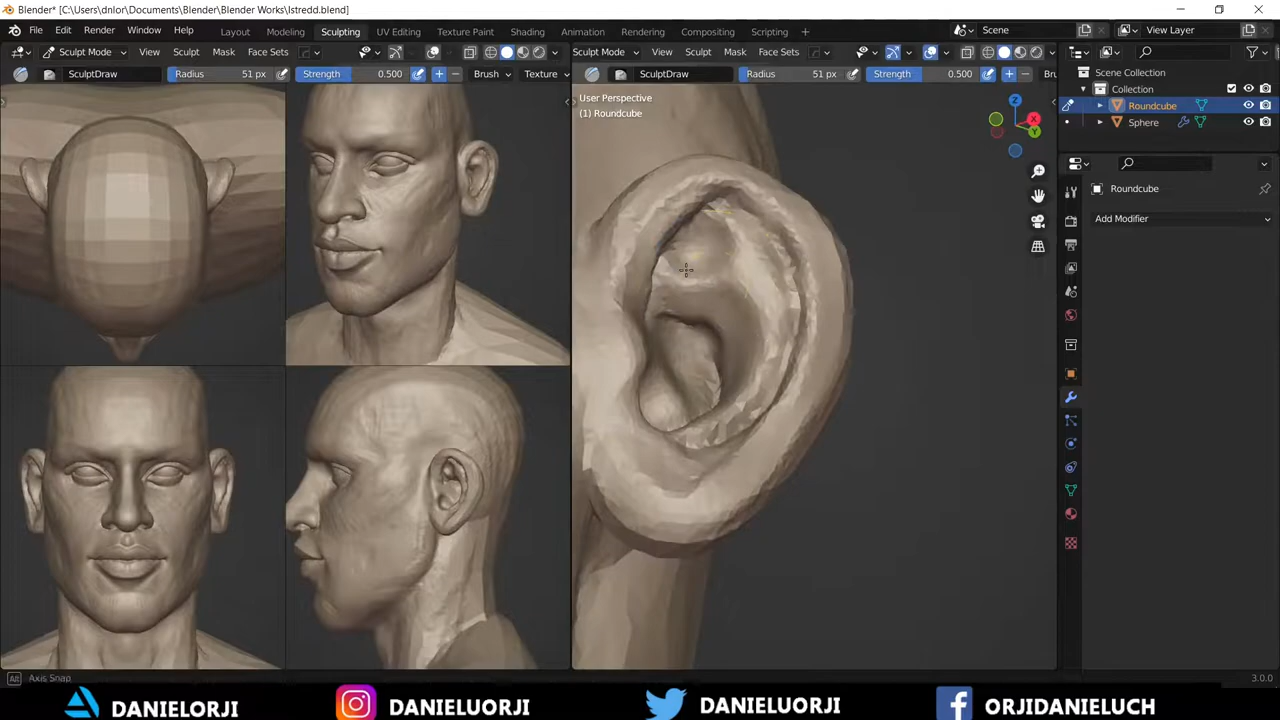 Blender* [C:\Users\dnlor\Documents\Blender\Blender Works\Istredd.blend]
File Edit Render Window Help Layout Modeling Sculpting UV Editing Texture Paint Shading Animation Rendering Compositing Scripting + Scene View Layer
Sculpt Mode View Sculpt Mask Face Sets Sculpt Mode View Sculpt Mask Face Sets
SculptDraw Radius 51 px Strength 0.500 + − Brush Texture SculptDraw Radius 51 px Strength 0.500 + − Bru
Scene Collection
Collection
Roundcube
Sphere
User Perspective
(1) Roundcube
Z
X
Y
Roundcube
Add Modifier
Alt Axis Snap 3.0.0
DANIELORJI DANIELUORJI DANIELUORJI ORJIDANIELUCH